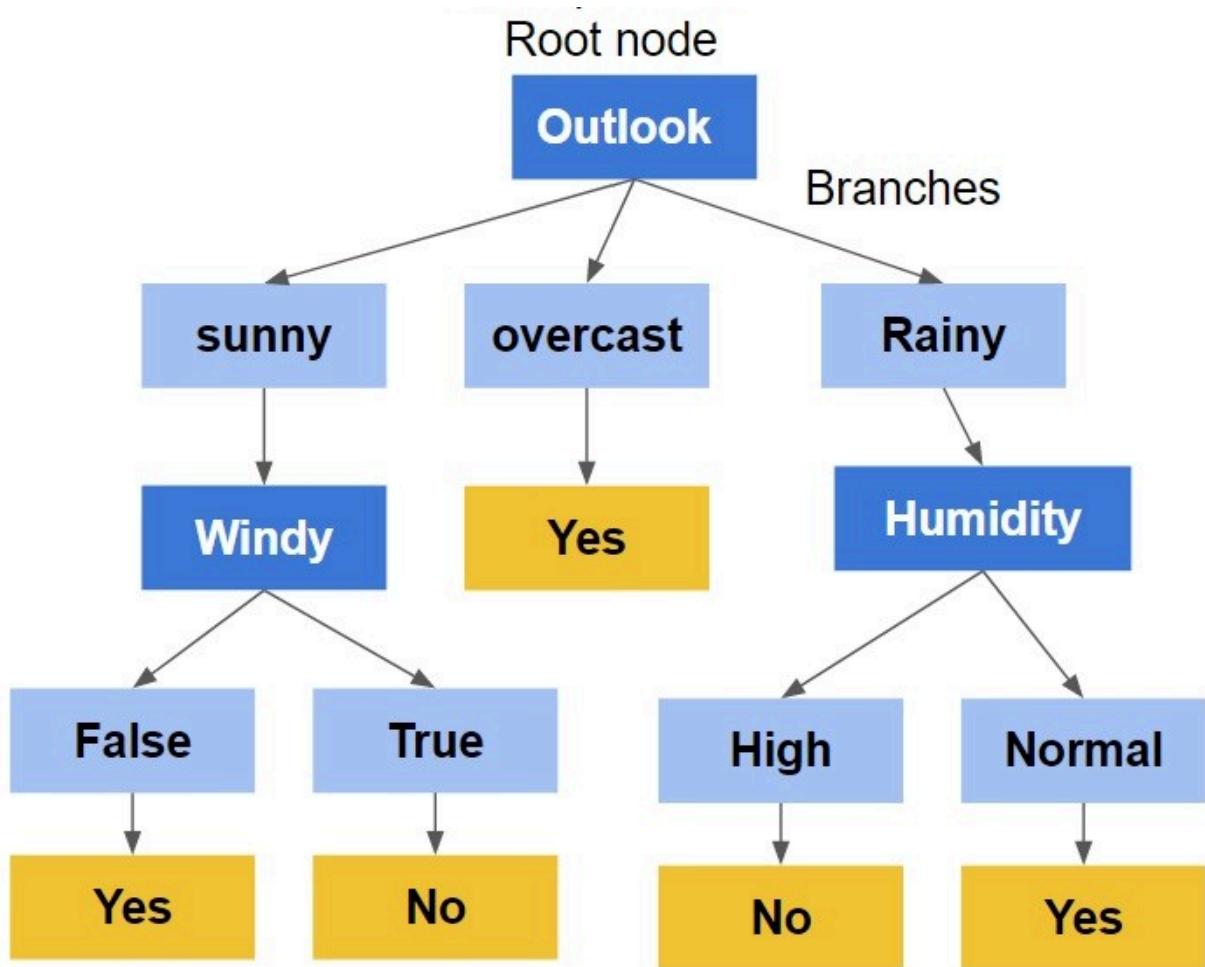 Root node
Outlook
Branches
sunny
overcast
Rainy
Windy
Yes
Humidity
False
True
High
Normal
Yes
No
No
Yes